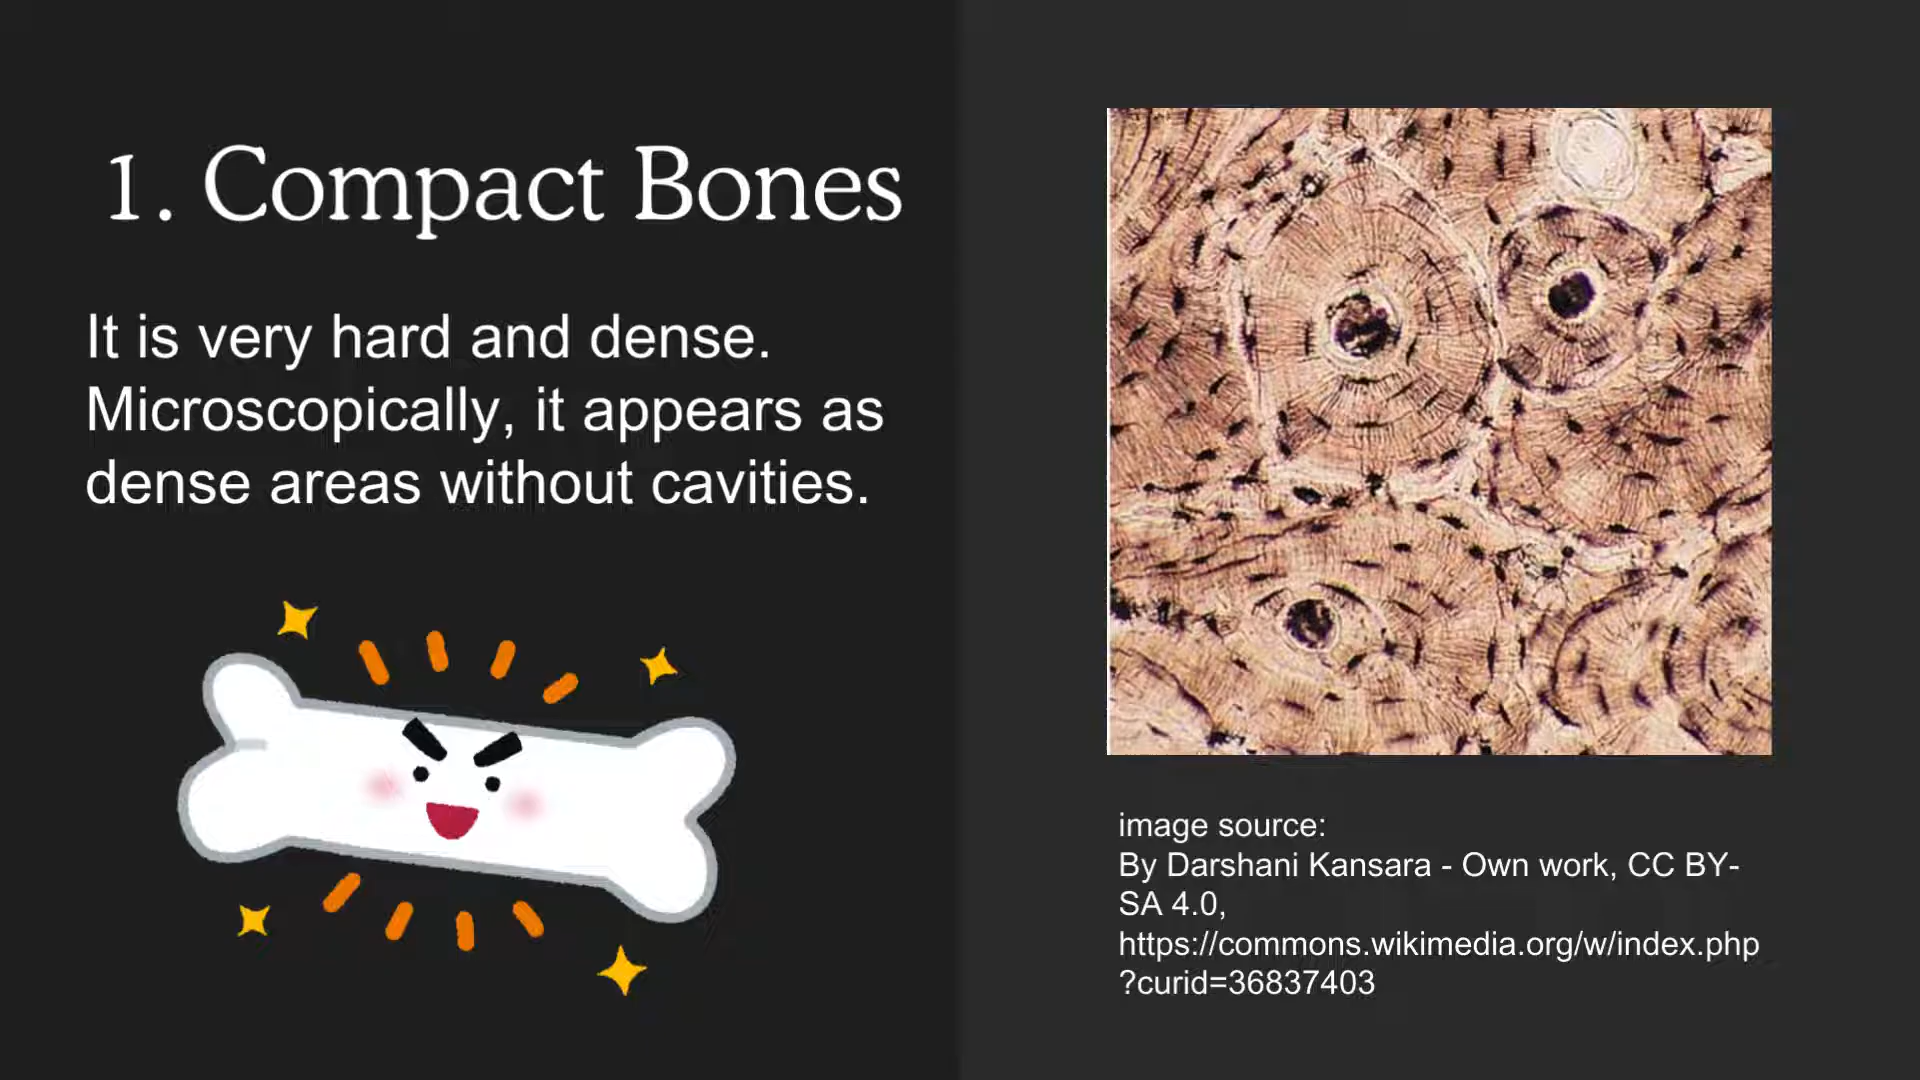 1. Compact Bones
It is very hard and dense.
Microscopically, it appears as
dense areas without cavities.
image source:
By Darshani Kansara - Own work, CC BY-
SA 4.0,
https://commons.wikimedia.org/w/index.php
?curid=36837403